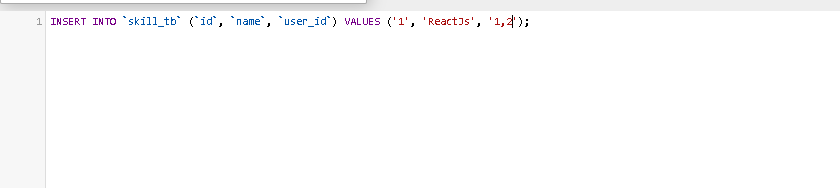 1 INSERT INTO `skill_tb` (`id`, `name`, `user_id`) VALUES ('1', 'ReactJs', '1,2');